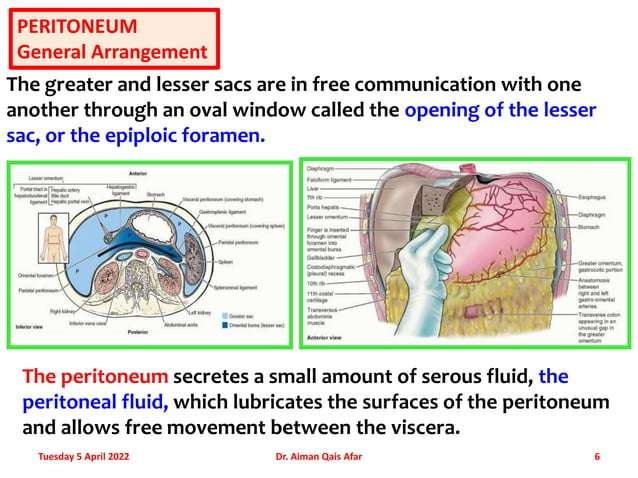 PERITONEUM
General Arrangement
The greater and lesser sacs are in free communication with one
another through an oval window called the opening of the lesser
sac, or the epiploic foramen.
Anterior
Lesser omentum
Portal triad in
hepatoduodenal
ligament
Hepatic artery
Bile duct
Hepatic portal vein
Hepatogastric
ligament
Stomach
Visceral peritoneum (covering stomach)
Gastrosplenic ligament
Visceral peritoneum (covering spleen)
Parietal peritoneum
Spleen
Splenorenal ligament
Omental foramen
Parietal peritoneum
Right kidney
Inferior vena cava
Left kidney
Abdominal aorta
Inferior view
Posterior
Greater sac
Omental bursa (lesser sac)
P
P
Diaphragm
Falciform ligament
Liver
7th rib
Porta hepatis
Lesser omentum
Finger is inserted
through omental
foramen into
omental bursa
Gallbladder
Costodiaphragmatic
(pleural) recess
10th rib
11th costal
cartilage
Transversus
abdominis
muscle
Anterior view
Esophagus
Diaphragm
Stomach
Greater omentum,
gastrocolic portion
Anastomosis
between
right and left
gastro-omental
arteries
Transverse colon
appearing in an
unusual gap in
the greater
omentum
The peritoneum secretes a small amount of serous fluid, the
peritoneal fluid, which lubricates the surfaces of the peritoneum
and allows free movement between the viscera.
Tuesday 5 April 2022
Dr. Aiman Qais Afar
6